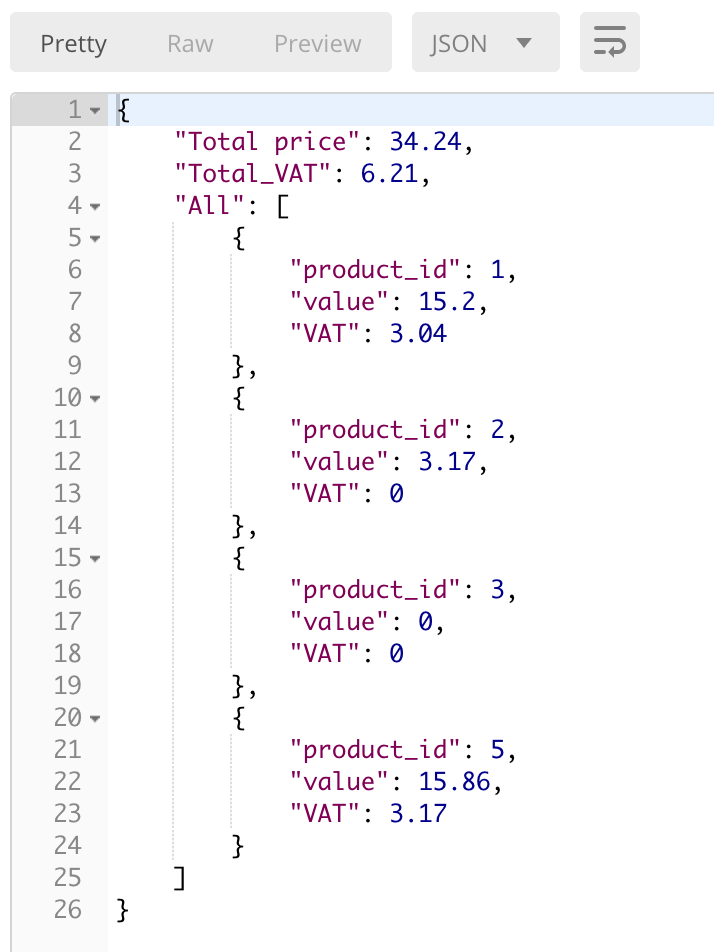 Pretty Raw Preview JSON
1 {
2 "Total price": 34.24,
3 "Total_VAT": 6.21,
4 "All": [
5 {
6 "product_id": 1,
7 "value": 15.2,
8 "VAT": 3.04
9 },
10 {
11 "product_id": 2,
12 "value": 3.17,
13 "VAT": 0
14 },
15 {
16 "product_id": 3,
17 "value": 0,
18 "VAT": 0
19 },
20 {
21 "product_id": 5,
22 "value": 15.86,
23 "VAT": 3.17
24 }
25 ]
26 }